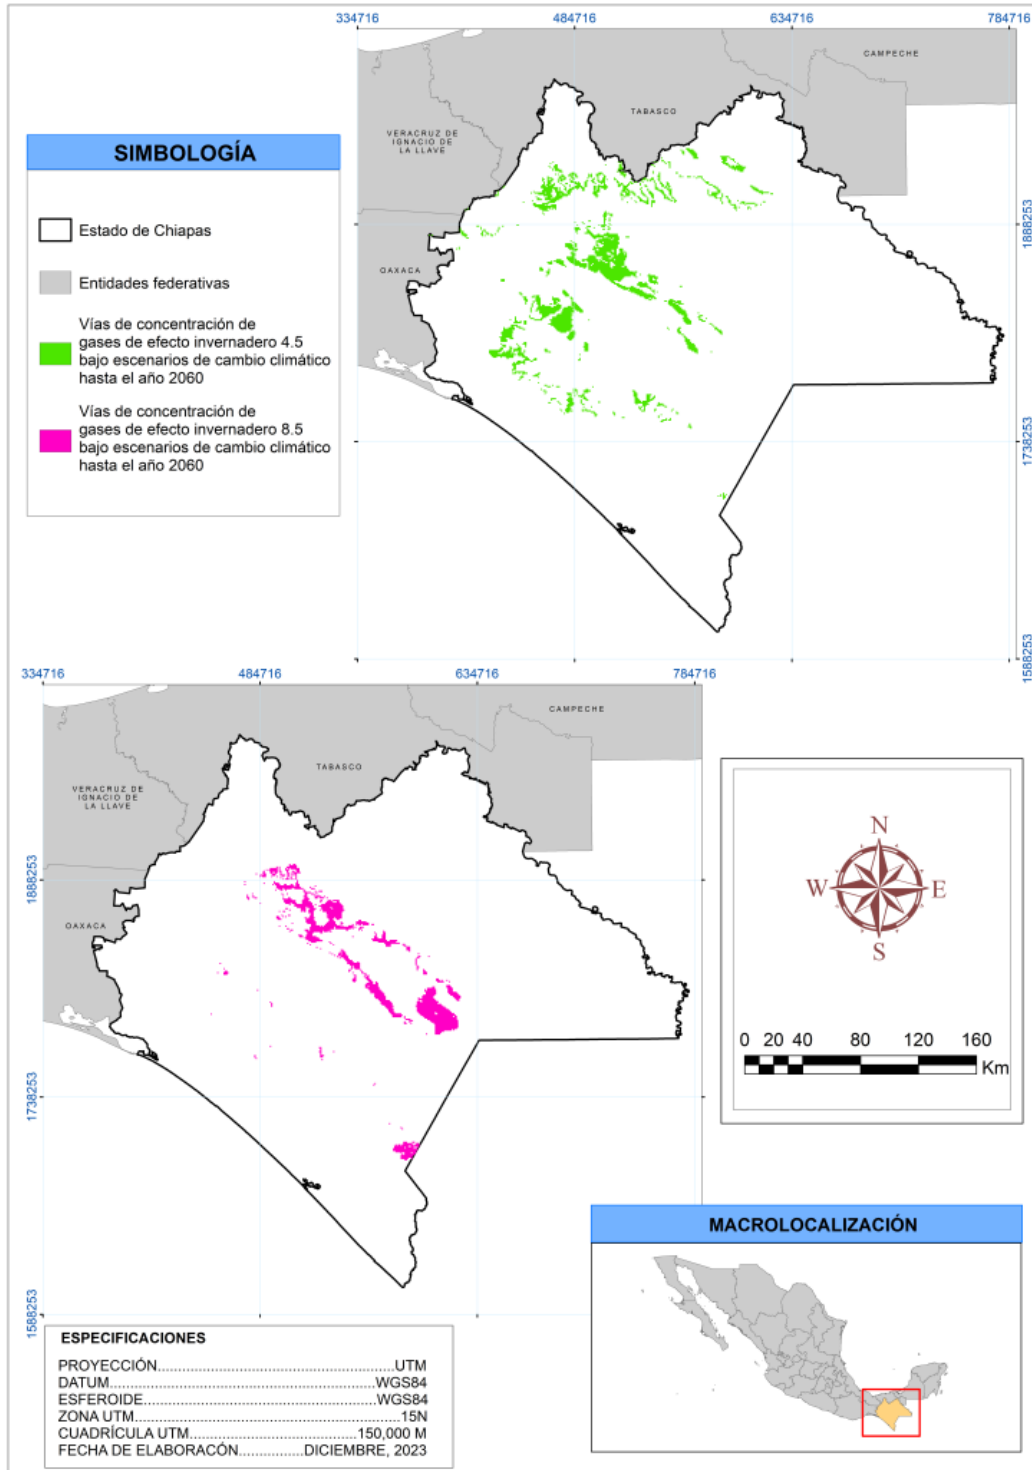 334716 484716 634716 784716
CAMPECHE
TABASCO
VERACRUZ DE
IGNACIO DE
LA LLAVE
OAXACA
1888253
1738253
1588253
SIMBOLOGÍA
Estado de Chiapas
Entidades federativas
Vías de concentración de
gases de efecto invernadero 4.5
bajo escenarios de cambio climático
hasta el año 2060
Vías de concentración de
gases de efecto invernadero 8.5
bajo escenarios de cambio climático
hasta el año 2060
334716 484716 634716 784716
CAMPECHE
TABASCO
VERACRUZ DE
IGNACIO DE
LA LLAVE
OAXACA
1888253
1738253
1588253
N
W E
S
0 20 40 80 120 160
Km
MACROLOCALIZACIÓN
ESPECIFICACIONES
PROYECCIÓN.................................................UTM
DATUM....................................................WGS84
ESFEROIDE.............................................WGS84
ZONA UTM......................................................15N
CUADRÍCULA UTM...............................150,000 M
FECHA DE ELABORACÓN.............DICIEMBRE, 2023